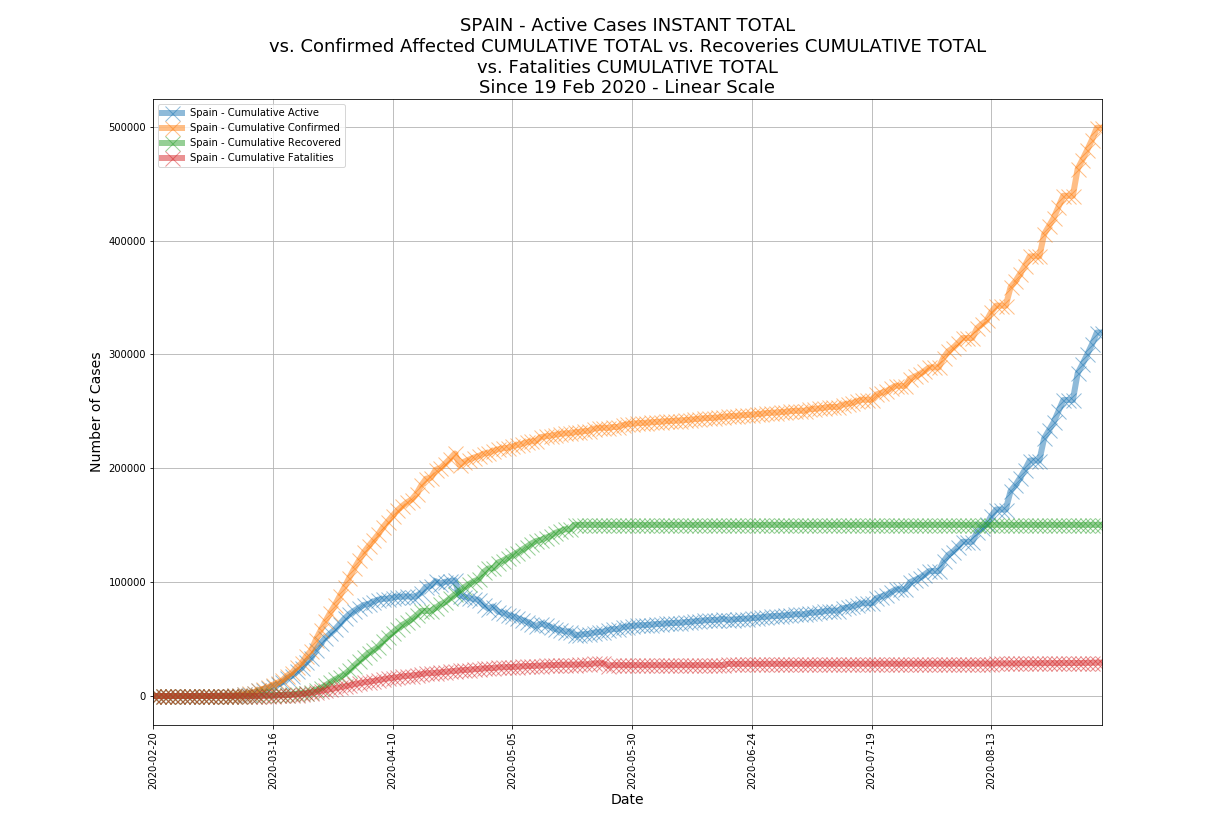 SPAIN - Active Cases INSTANT TOTAL
vs. Confirmed Affected CUMULATIVE TOTAL vs. Recoveries CUMULATIVE TOTAL
vs. Fatalities CUMULATIVE TOTAL
Since 19 Feb 2020 - Linear Scale
Spain - Cumulative Active
Spain - Cumulative Confirmed
Spain - Cumulative Recovered
Spain - Cumulative Fatalities
Number of Cases
500000
400000
300000
200000
100000
0
2020-02-20
2020-03-16
2020-04-10
2020-05-05
2020-05-30
2020-06-24
2020-07-19
2020-08-13
Date